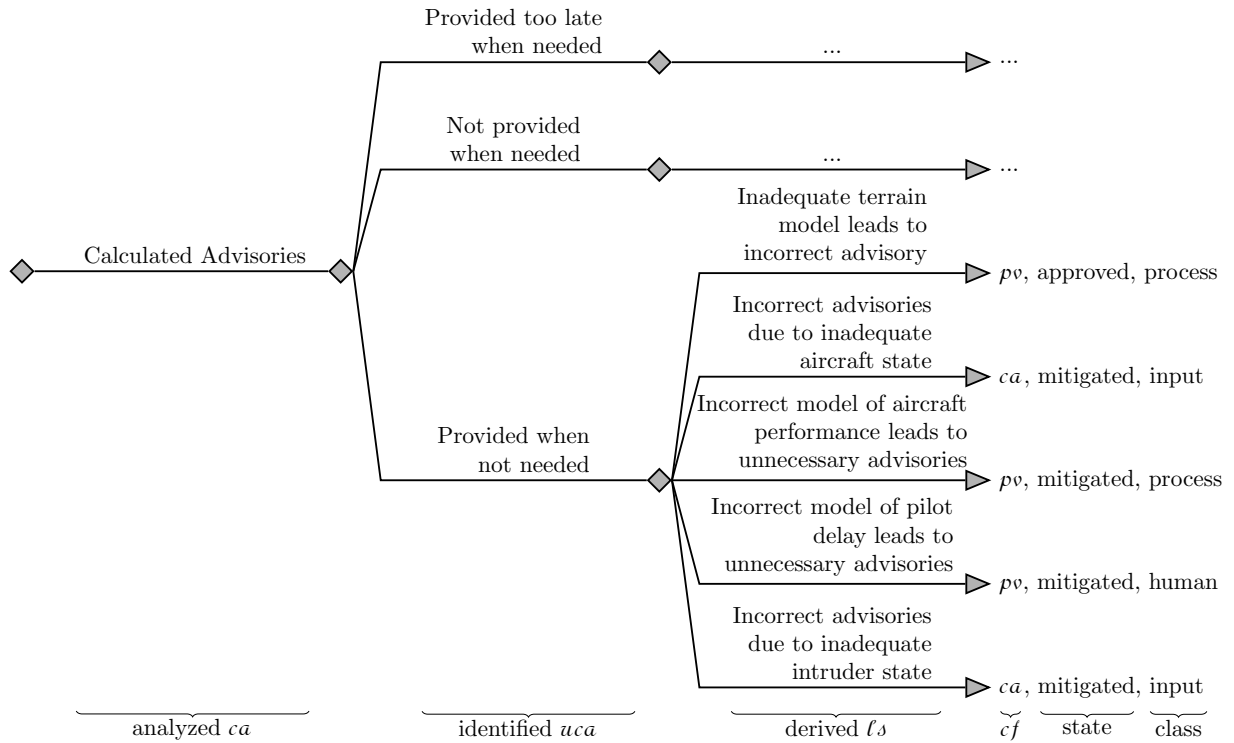 Provided too late
when needed
...
...
Not provided
when needed
...
...
Calculated Advisories
Inadequate terrain
model leads to
incorrect advisory
pv, approved, process
Incorrect advisories
due to inadequate
aircraft state
ca, mitigated, input
Incorrect model of aircraft
performance leads to
unnecessary advisories
pv, mitigated, process
Provided when
not needed
Incorrect model of pilot
delay leads to
unnecessary advisories
pv, mitigated, human
Incorrect advisories
due to inadequate
intruder state
ca, mitigated, input
analyzed ca
identified uca
derived ls
cf
state
class